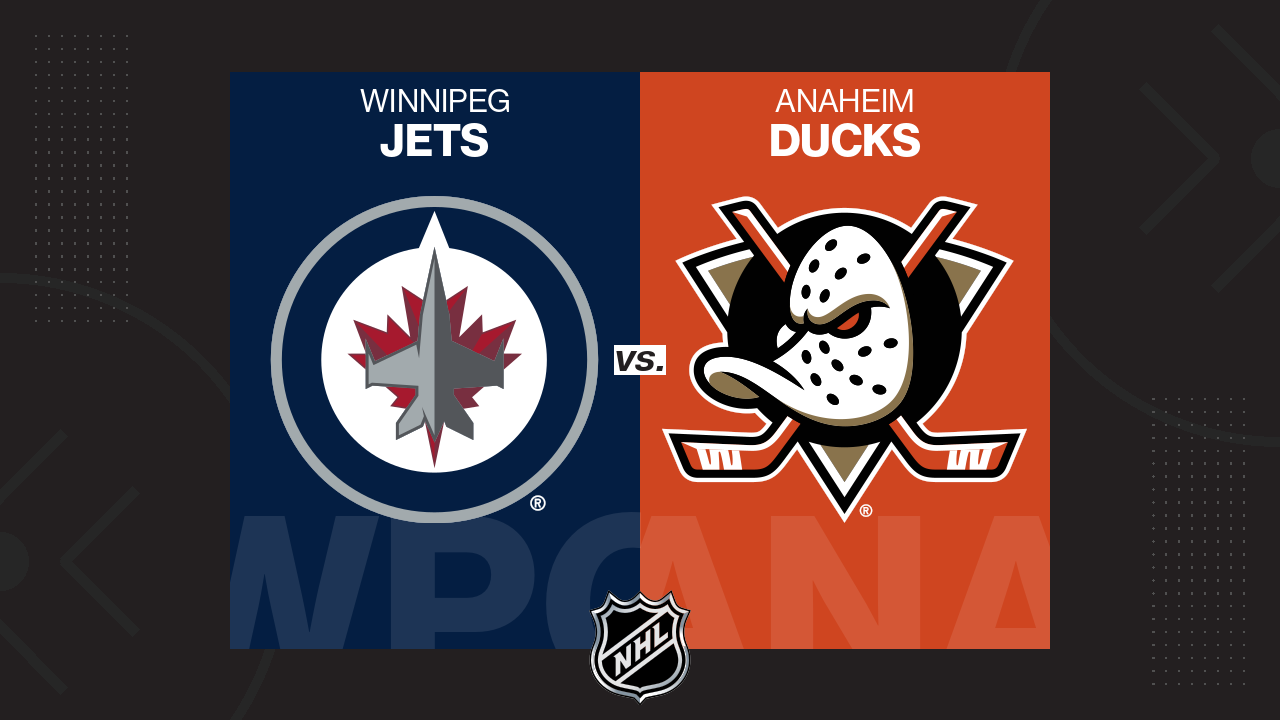 WINNIPEG
JETS
ANAHEIM
DUCKS
vs.
®
®
WPG
ANA
NHL